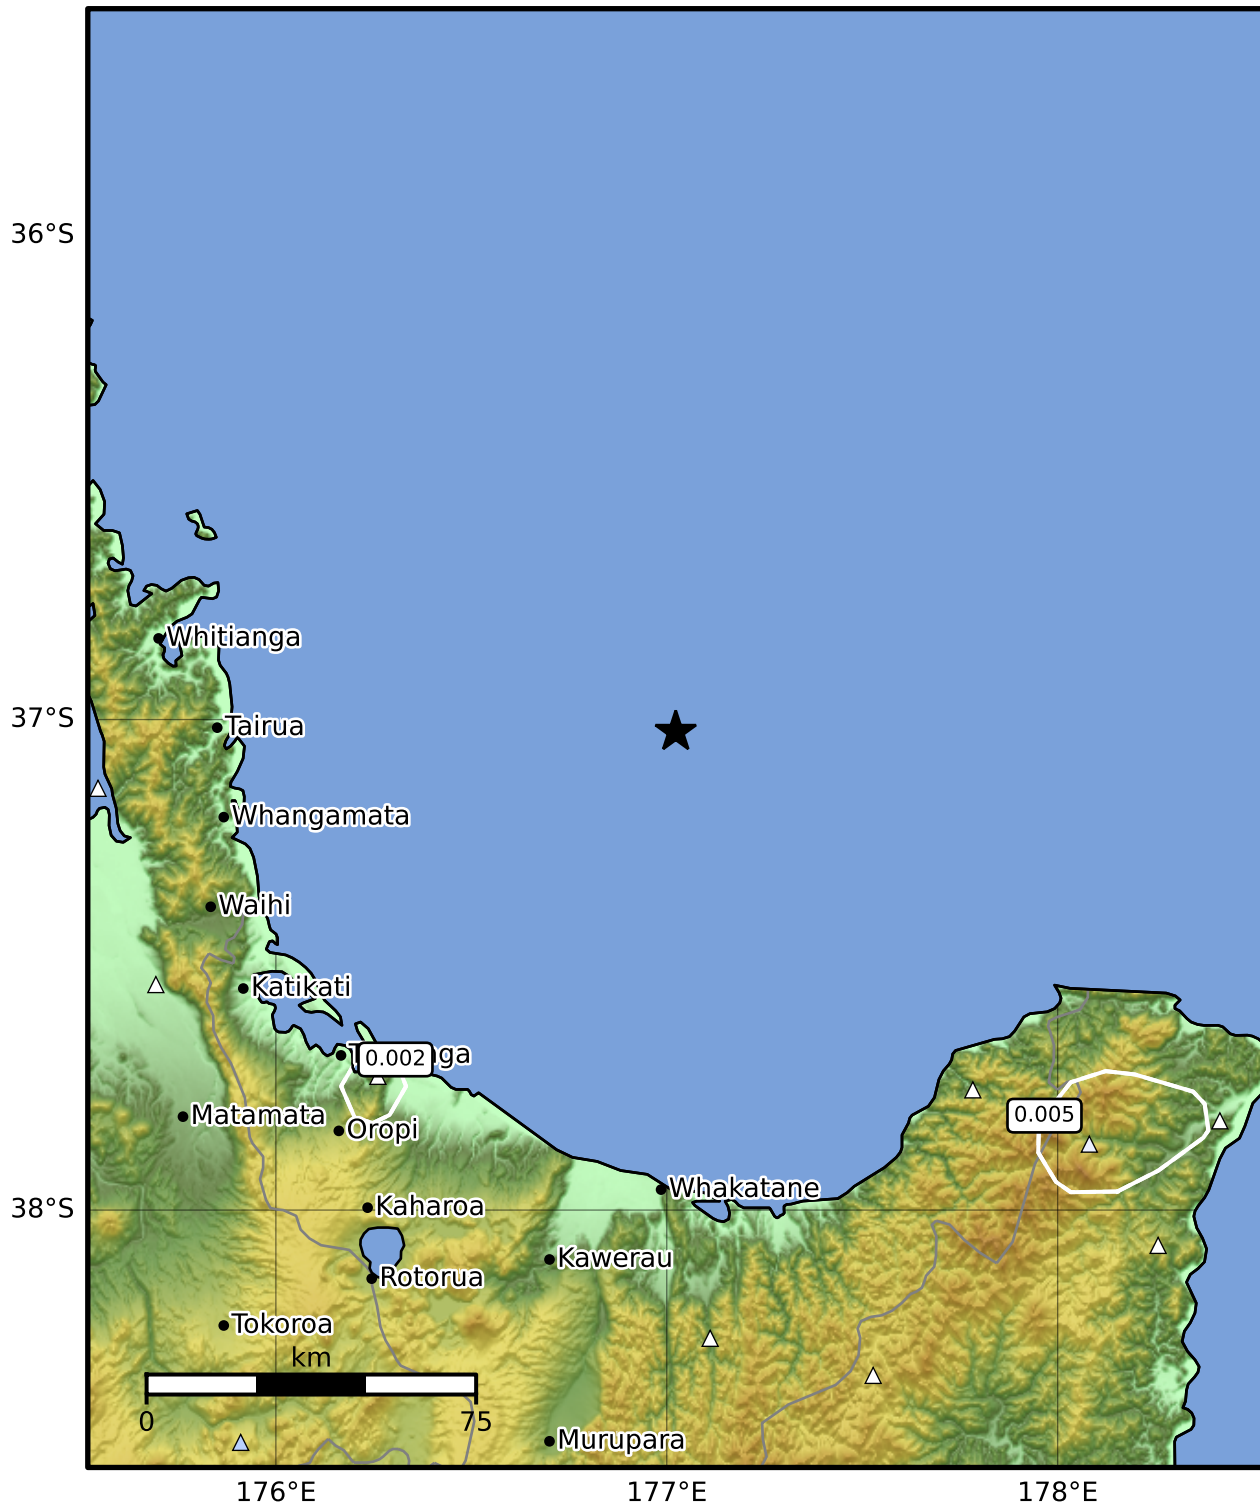 36°S
Whitianga
37°S
Tairua
Whangamata
Waihi
Katikati
0.002
0.005
Matamata
Oropi
Whakatane
38°S
Kaharoa
Kawerau
Rotorua
Tokoroa
km
0
75
Murupara
176°E
177°E
178°E